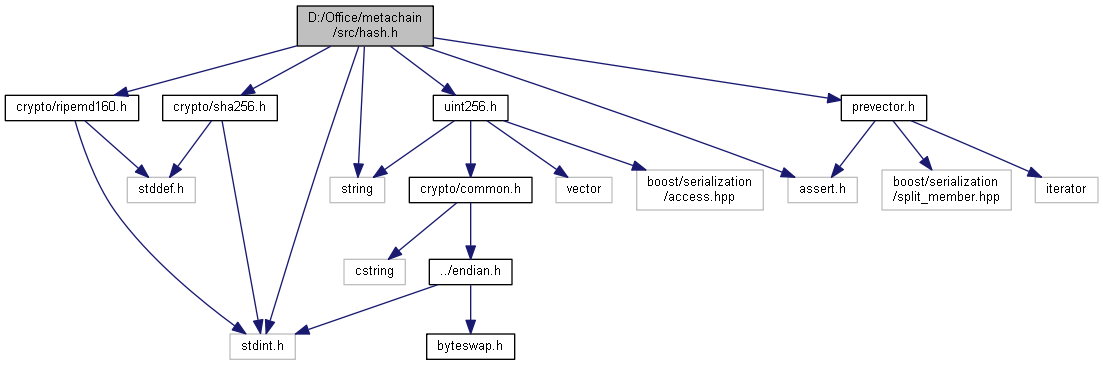 D:/Office/metachain
/src/hash.h
crypto/ripemd160.h
crypto/sha256.h
uint256.h
prevector.h
stddef.h
string
crypto/common.h
vector
boost/serialization
/access.hpp
assert.h
boost/serialization
/split_member.hpp
iterator
cstring
../endian.h
stdint.h
byteswap.h